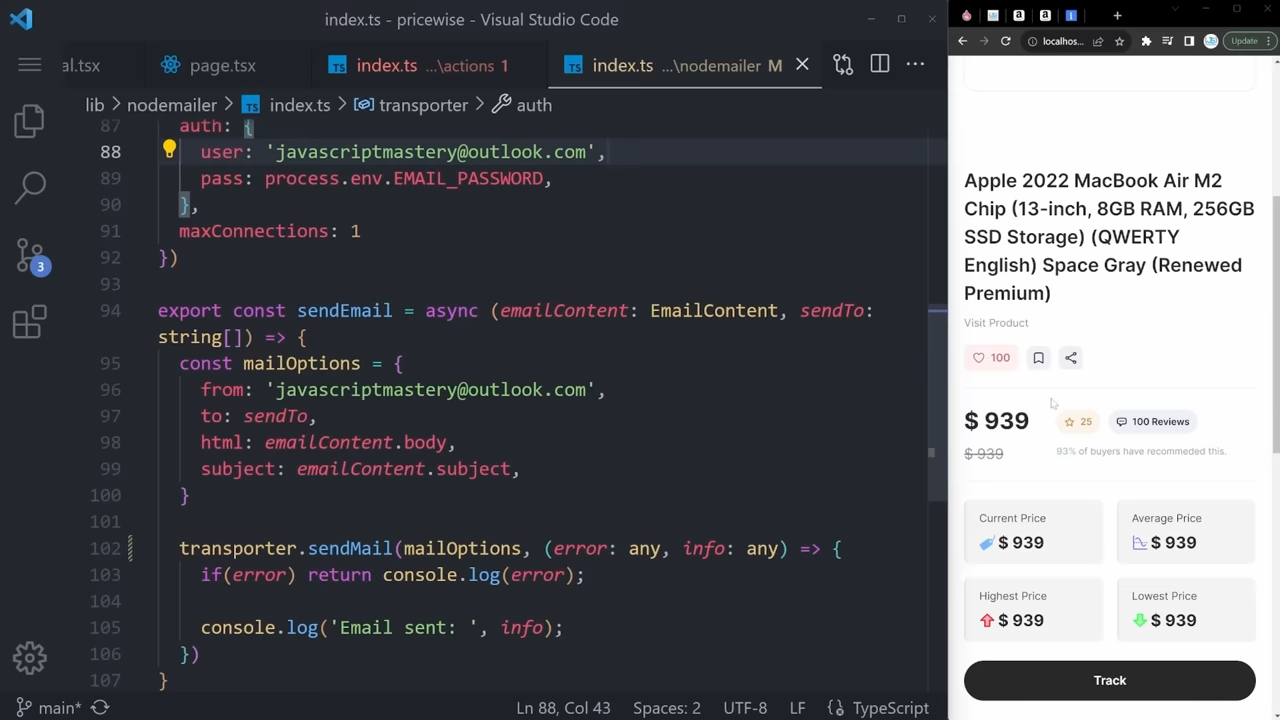 index.ts - pricewise - Visual Studio Code
al.tsx
page.tsx
TS index.ts ...\actions 1
TS index.ts ...\nodemailer M
lib > nodemailer > TS index.ts > transporter > auth
87 auth: {
88 user: 'javascriptmastery@outlook.com',
89 pass: process.env.EMAIL_PASSWORD,
90 },
91 maxConnections: 1
92 })
93
94 export const sendEmail = async (emailContent: EmailContent, sendTo:
string[]) => {
95 const mailOptions = {
96 from: 'javascriptmastery@outlook.com',
97 to: sendTo,
98 html: emailContent.body,
99 subject: emailContent.subject,
100 }
101
102 transporter.sendMail(mailOptions, (error: any, info: any) => {
103 if(error) return console.log(error);
104
105 console.log('Email sent: ', info);
106 })
107 }
3
main*
Ln 88, Col 43
Spaces: 2
UTF-8
LF
TypeScript
localhos...
Update
Apple 2022 MacBook Air M2
Chip (13-inch, 8GB RAM, 256GB
SSD Storage) (QWERTY
English) Space Gray (Renewed
Premium)
Visit Product
100
$ 939
25
100 Reviews
$ 939
93% of buyers have recommeded this.
Current Price
$ 939
Average Price
$ 939
Highest Price
$ 939
Lowest Price
$ 939
Track